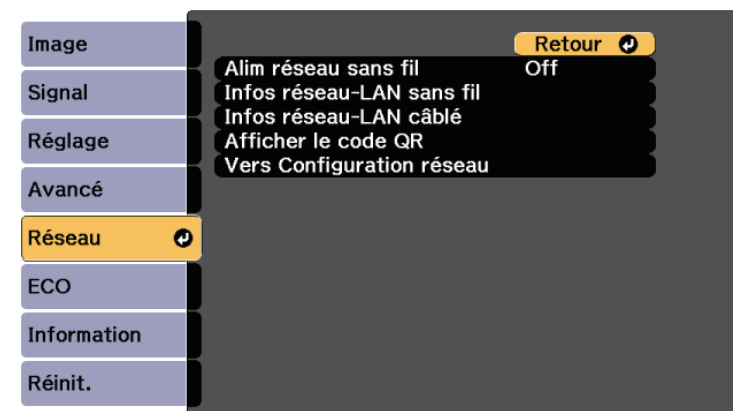 Image
Signal
Réglage
Avancé
Réseau
ECO
Information
Réinit.
Retour
Alim réseau sans fil Off
Infos réseau-LAN sans fil
Infos réseau-LAN câblé
Afficher le code QR
Vers Configuration réseau